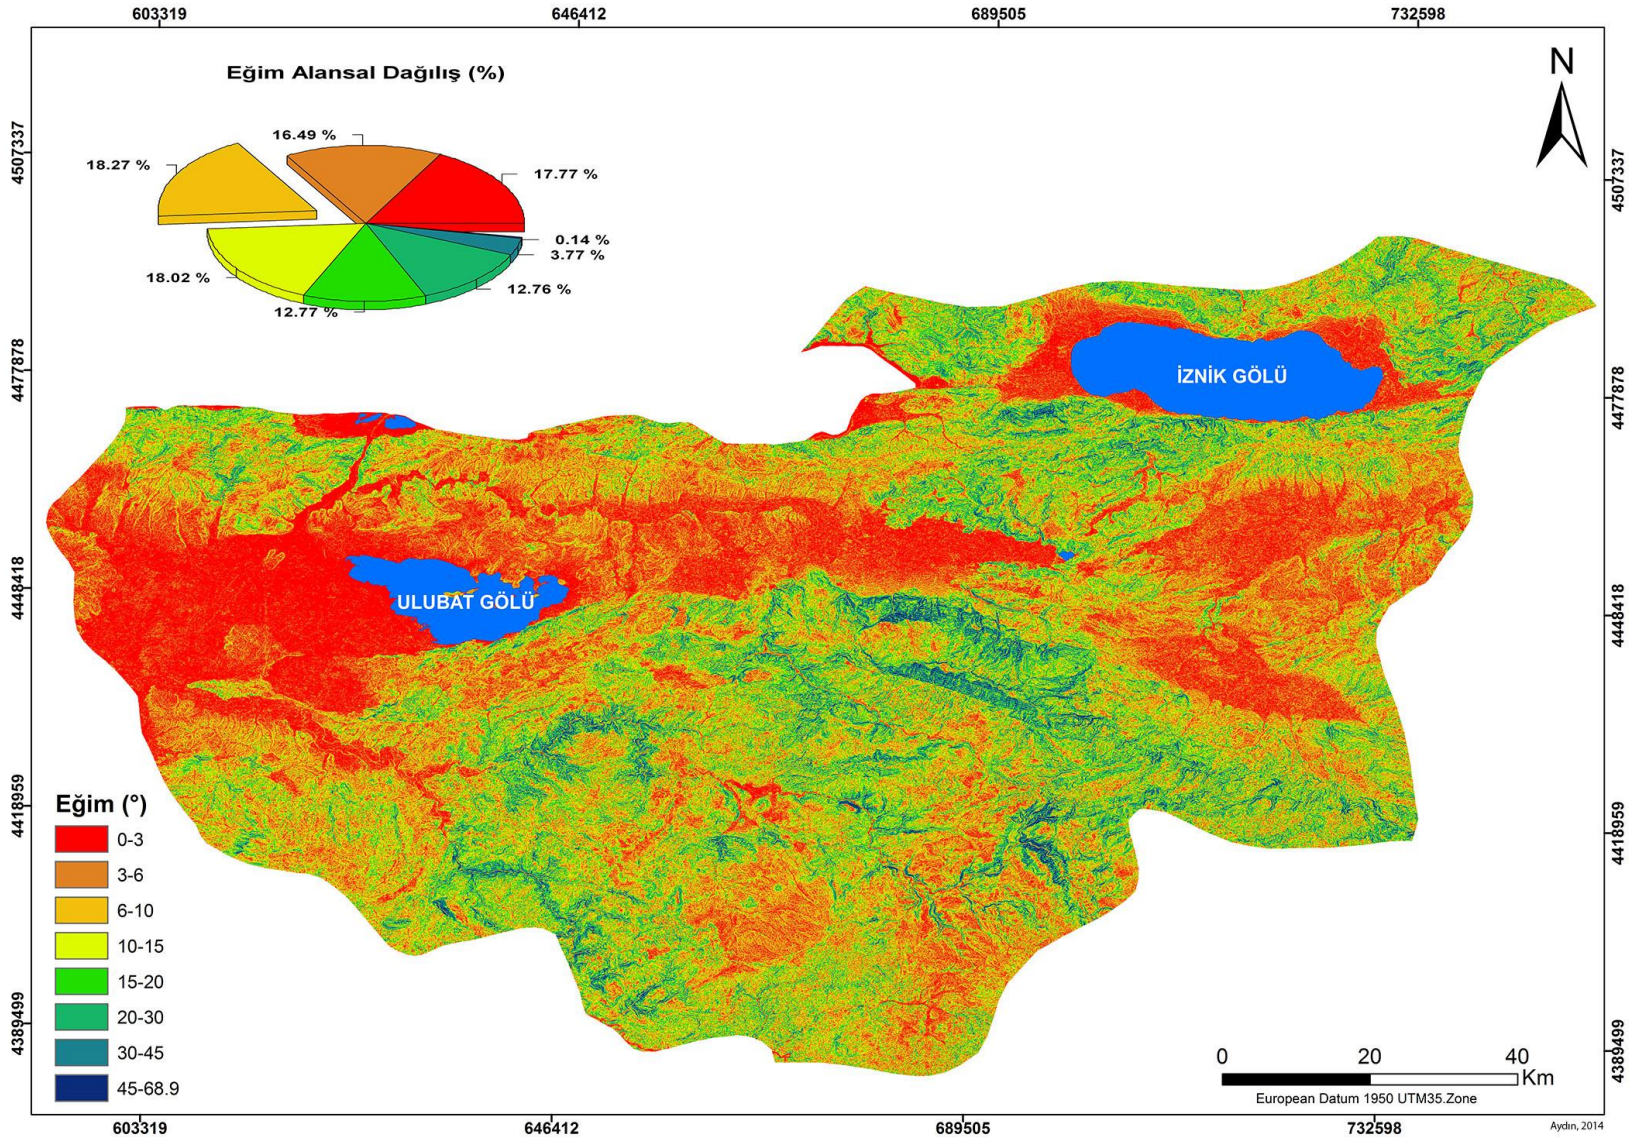 603319 646412 689505 732598
Eğim Alansal Dağılış (%)
N
16.49 %
18.27 %
17.77 %
0.14 %
3.77 %
18.02 %
12.76 %
12.77 %
4507337
4507337
İZNİK GÖLÜ
4477878
4477878
ULUBAT GÖLÜ
4448418
4448418
4418959
4418959
Eğim (°)
0-3
3-6
6-10
10-15
15-20
20-30
30-45
45-68.9
4389499
4389499
0 20 40
Km
European Datum 1950 UTM35.Zone
603319 646412 689505 732598
Aydın, 2014